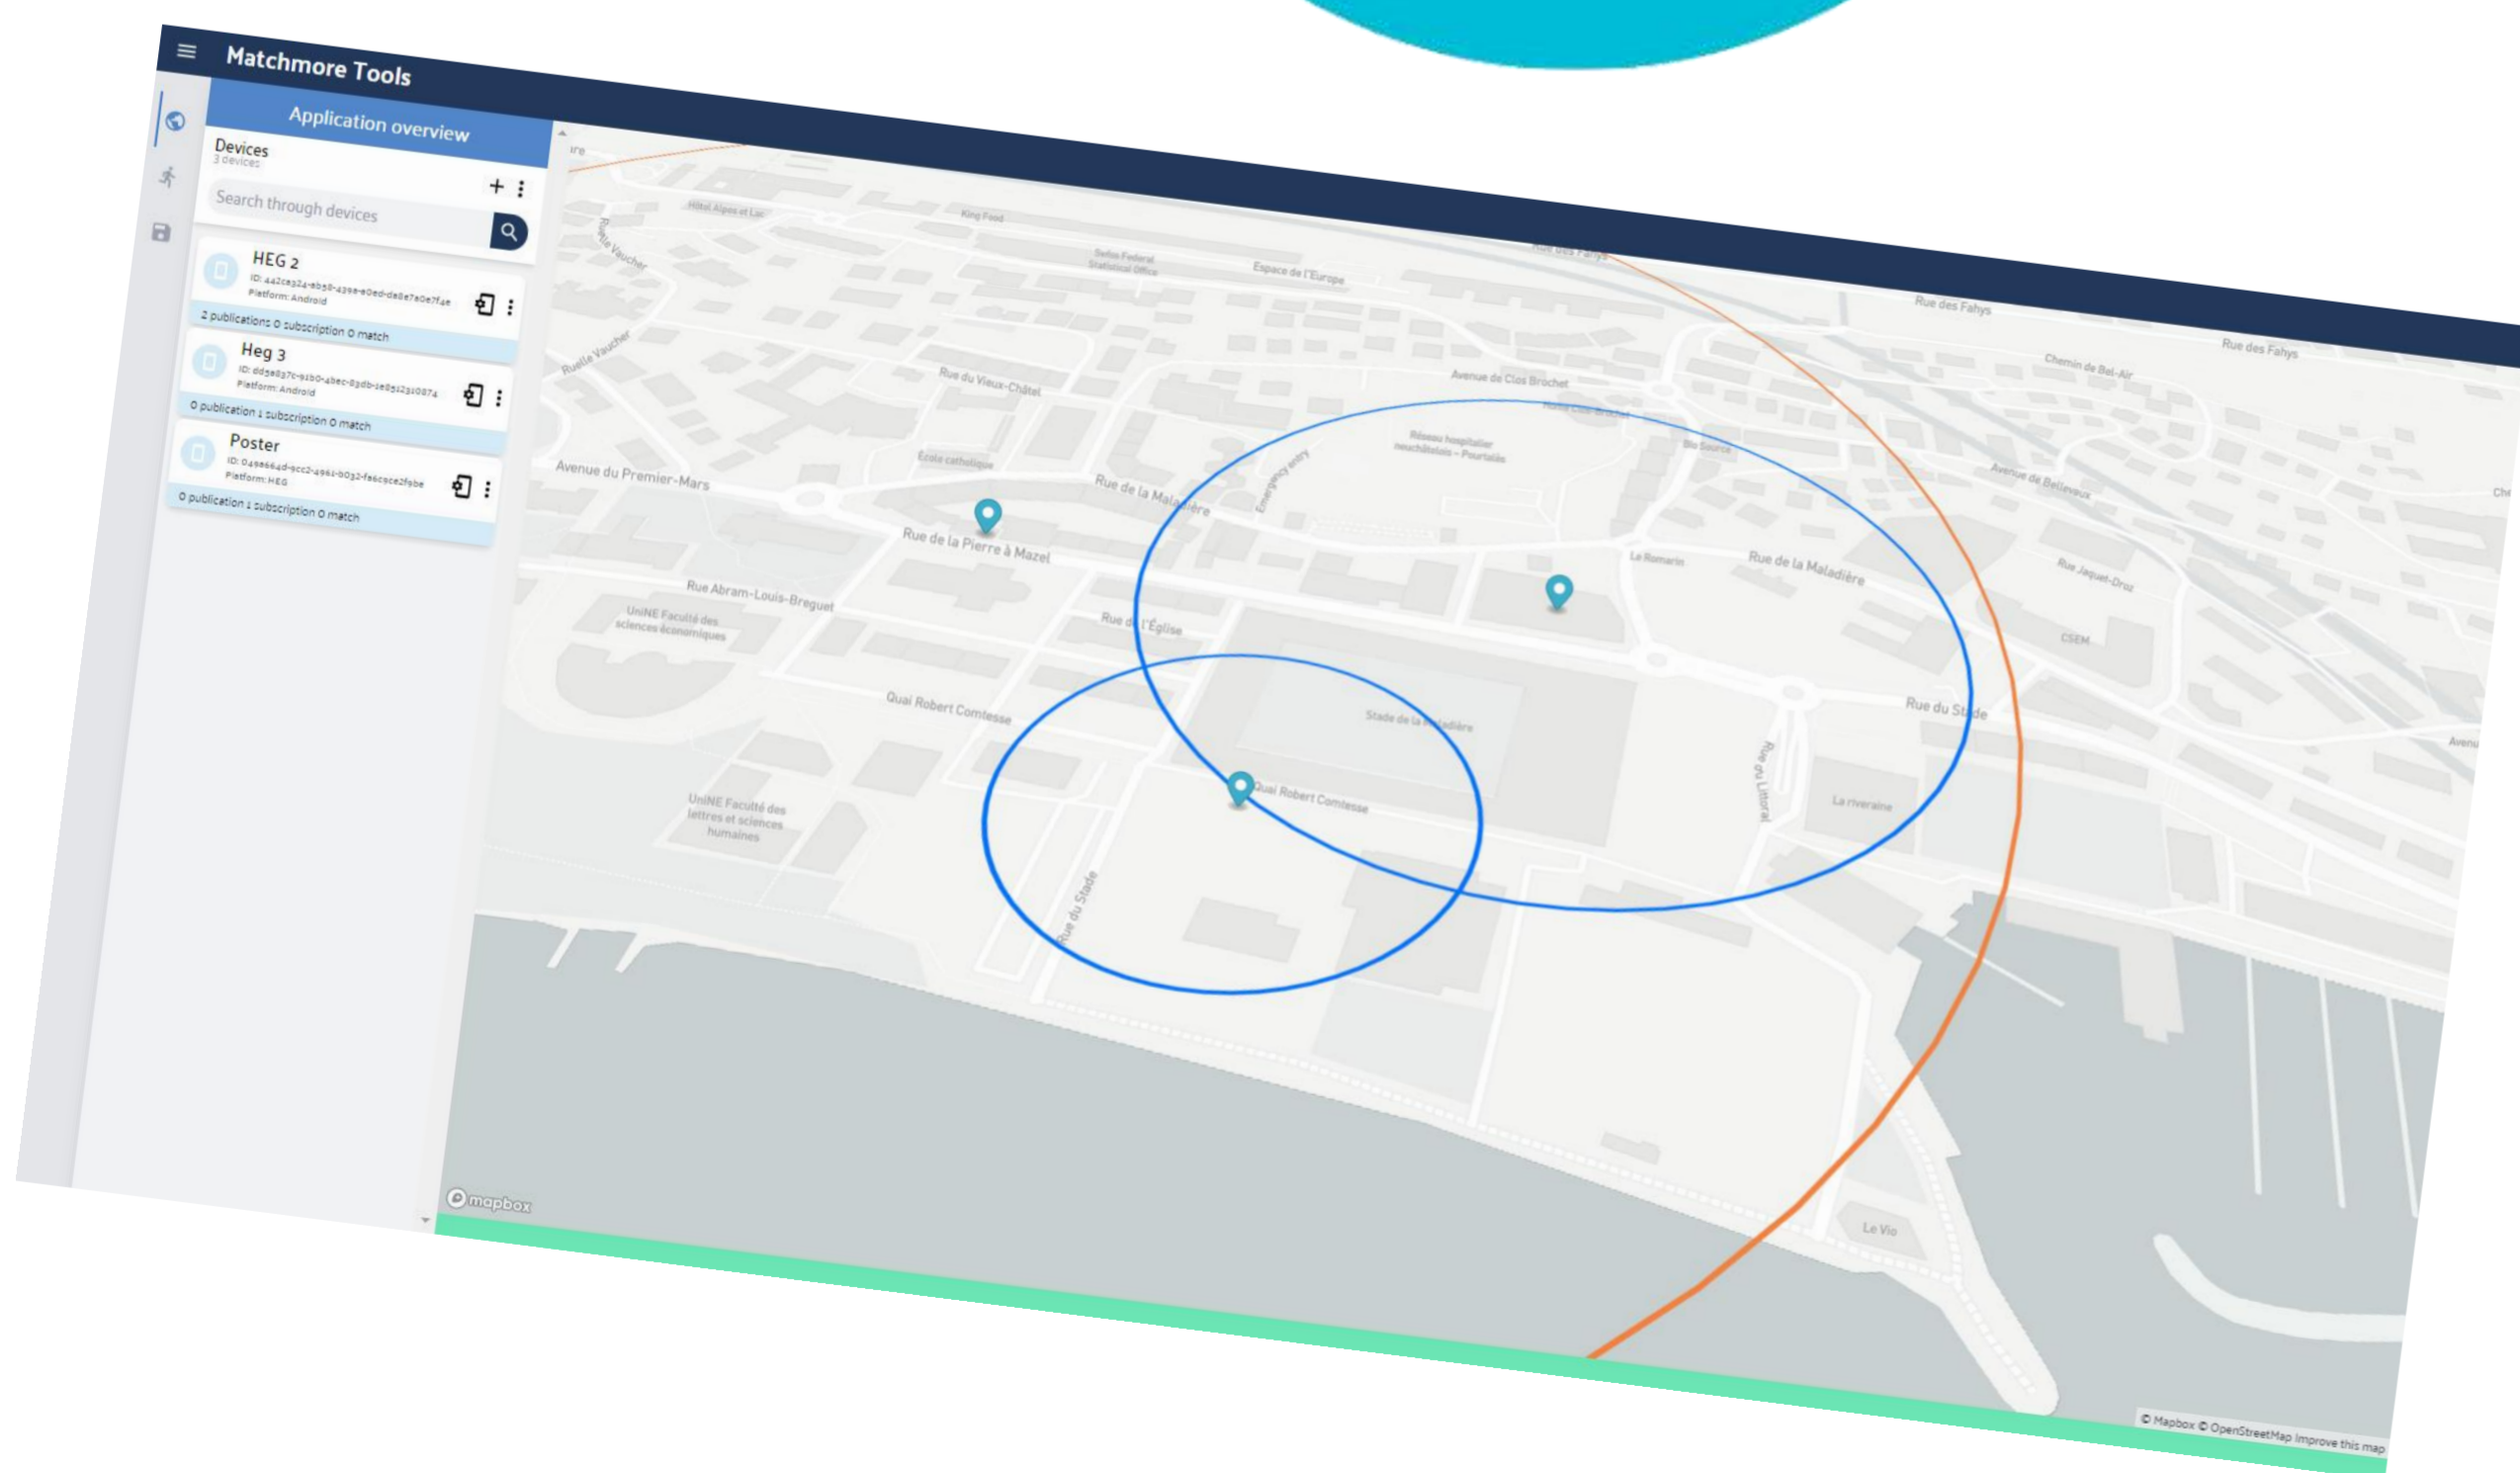 Matchmore Tools
Application overview
Devices
3 devices
Search through devices
HEG 2
Platform: Android
2 publications 0 subscription 0 match
Heg 3
Platform: Android
0 publication 1 subscription 0 match
Poster
Platform: HEG
0 publication 1 subscription 0 match
Hôtel Alpes et Lac
King Food
Swiss Federal
Statistical Office
Espace de l'Europe
Rue des Fahys
Rue des Fahys
Rue des Fahys
Chemin de Bel-Air
Ruelle Vaucher
Ruelle Vaucher
Rue du Vieux-Châtel
Avenue de Clos Brochet
Réseau hospitalier
neuchâtelois – Pourtalès
Bio Source
Avenue de Bellevaux
École catholique
Avenue du Premier-Mars
Rue de la Maladière
Emergency entry
Rue de la Pierre à Mazel
Le Romarin
Rue de la Maladière
Rue Jaquet-Droz
Rue Abram-Louis-Breguet
UniNE Faculté des
sciences économiques
Rue de l'Église
CSEM
Quai Robert Comtesse
Stade de la Maladière
Rue du Stade
Avenu
Quai Robert Comtesse
Rue du Littoral
La riveraine
UniNE Faculté des
lettres et sciences
humaines
Rue du Stade
Le Vio
mapbox
© Mapbox © OpenStreetMap Improve this map